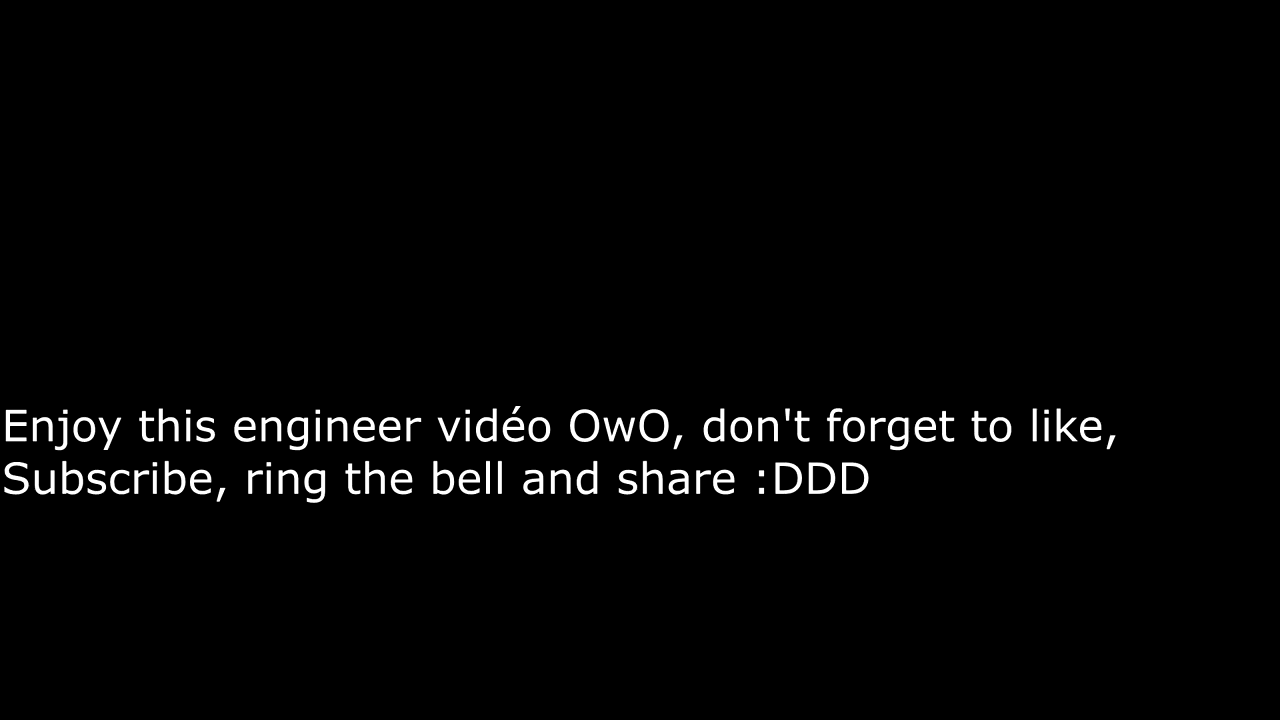 Enjoy this engineer vidéo OwO, don't forget to like,
Subscribe, ring the bell and share :DDD